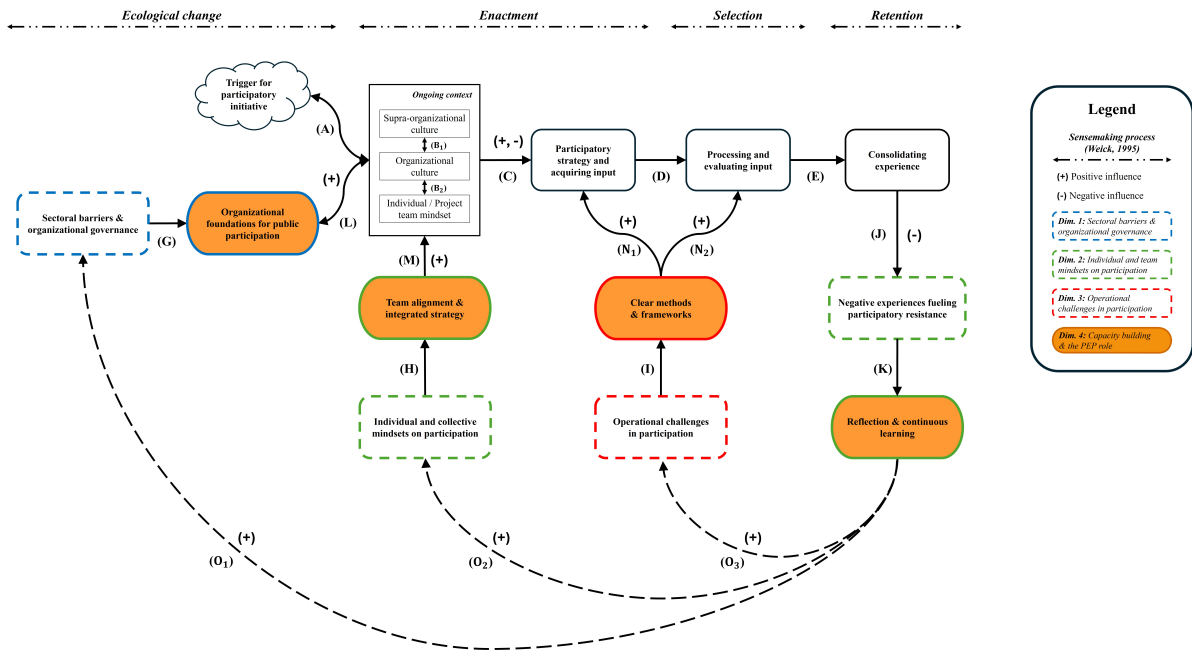 Ecological change
Enactment
Selection
Retention
Trigger for
participatory
initiative
(A)
(+)
(L)
Ongoing context
Supra-organizational
culture
(B₁)
Organizational
culture
(B₂)
Individual / Project
team mindset
(+, -)
(C)
Participatory
strategy and
acquiring input
(D)
Processing and
evaluating input
(E)
Consolidating
experience
Sectoral barriers &
organizational governance
(G)
Organizational
foundations for public
participation
(M)
(+)
(+)
(N₁)
(+)
(N₂)
(J)
(-)
Team alignment &
integrated strategy
Clear methods
& frameworks
Negative experiences fueling
participatory resistance
(H)
(I)
(K)
Individual and collective
mindsets on participation
Operational challenges
in participation
Reflection & continuous
learning
(+)
(O₁)
(+)
(O₂)
(+)
(O₃)
Legend
Sensemaking process
(Weick, 1995)
(+) Positive influence
(-) Negative influence
Dim. 1: Sectoral barriers &
organizational governance
Dim. 2: Individual and team
mindsets on participation
Dim. 3: Operational
challenges in participation
Dim. 4: Capacity building
& the PEP role